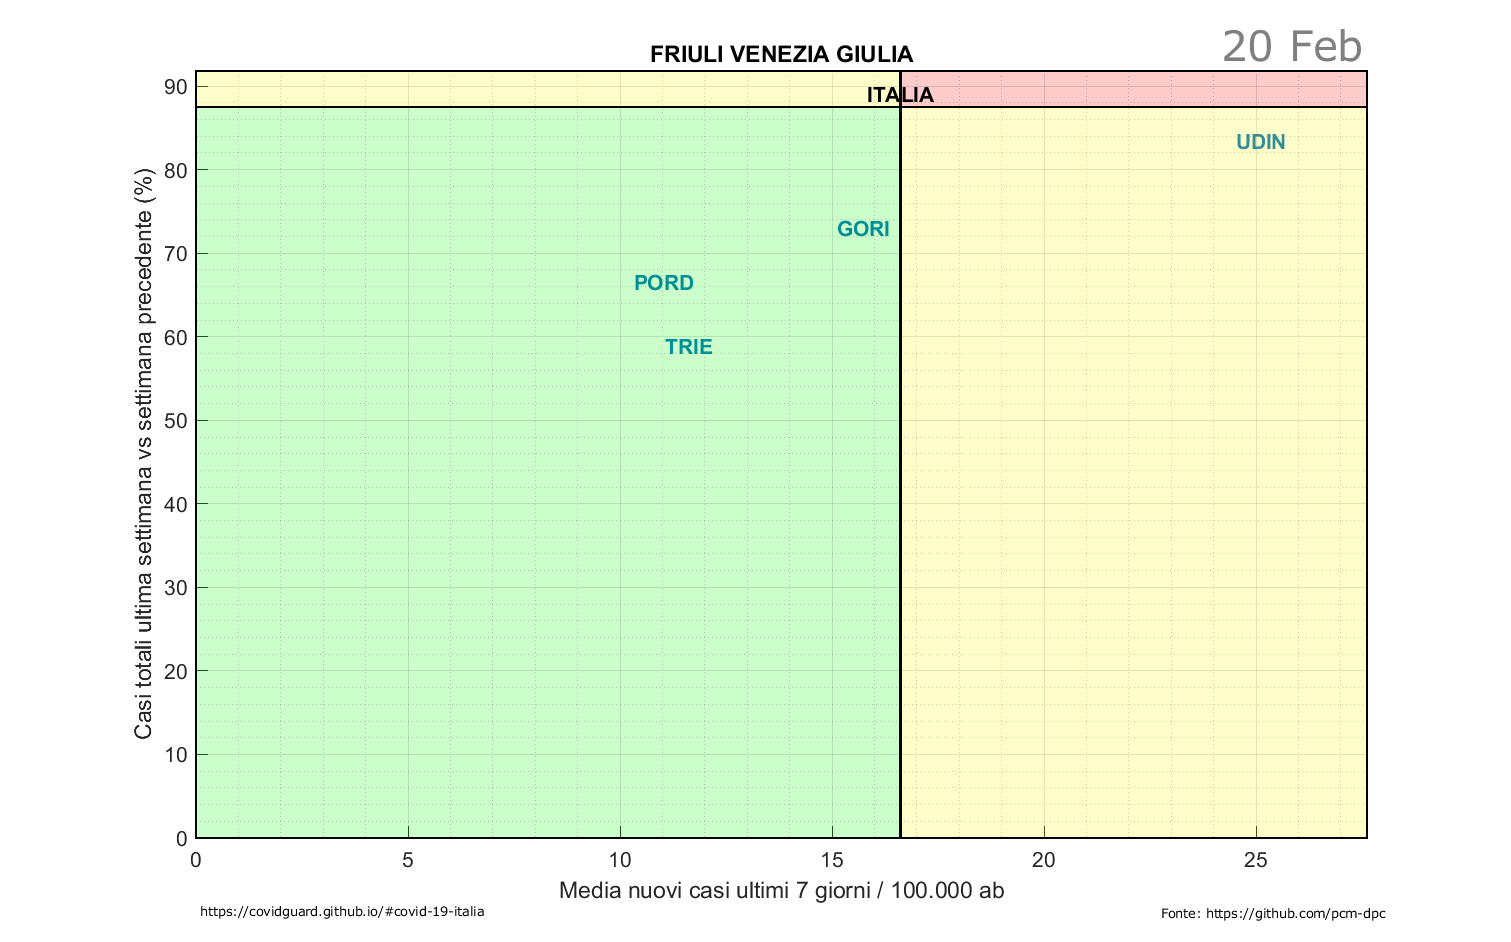 20 Feb
FRIULI VENEZIA GIULIA
90
ITALIA
UDIN
80
GORI
70
PORD
60
TRIE
50
40
30
20
10
0
Casi totali ultima settimana vs settimana precedente (%)
0 5 10 15 20 25
Media nuovi casi ultimi 7 giorni / 100.000 ab
https://covidguard.github.io/#covid-19-italia
Fonte: https://github.com/pcm-dpc